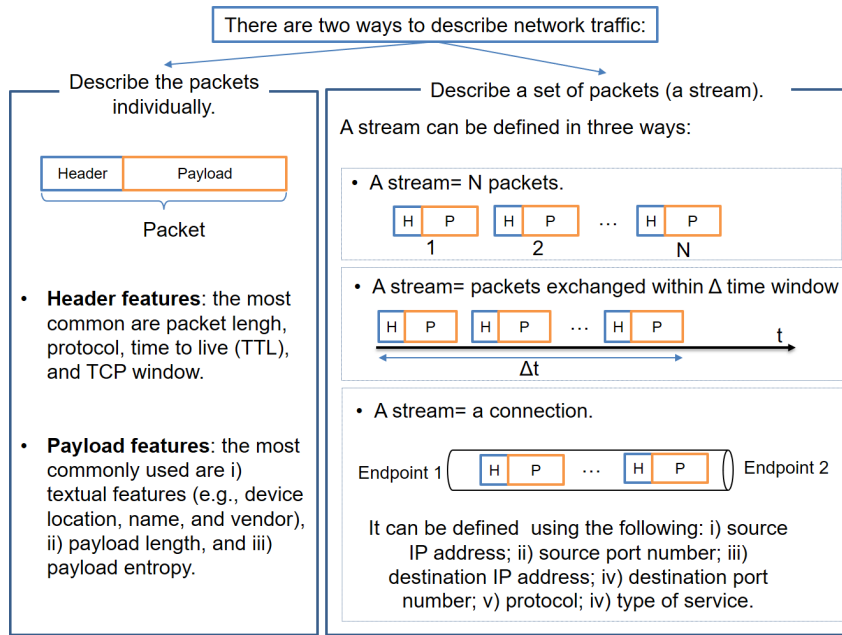 There are two ways to describe network traffic:
Describe the packets
individually.
Header Payload
Packet
• Header features: the most
common are packet lengh,
protocol, time to live (TTL),
and TCP window.
• Payload features: the most
commonly used are i)
textual features (e.g., device
location, name, and vendor),
ii) payload length, and iii)
payload entropy.
Describe a set of packets (a stream).
A stream can be defined in three ways:
• A stream= N packets.
H P H P … H P
1 2 N
• A stream= packets exchanged within Δ time window
H P H P … H P
t
Δt
• A stream= a connection.
Endpoint 1 H P … H P Endpoint 2
It can be defined using the following: i) source
IP address; ii) source port number; iii)
destination IP address; iv) destination port
number; v) protocol; iv) type of service.